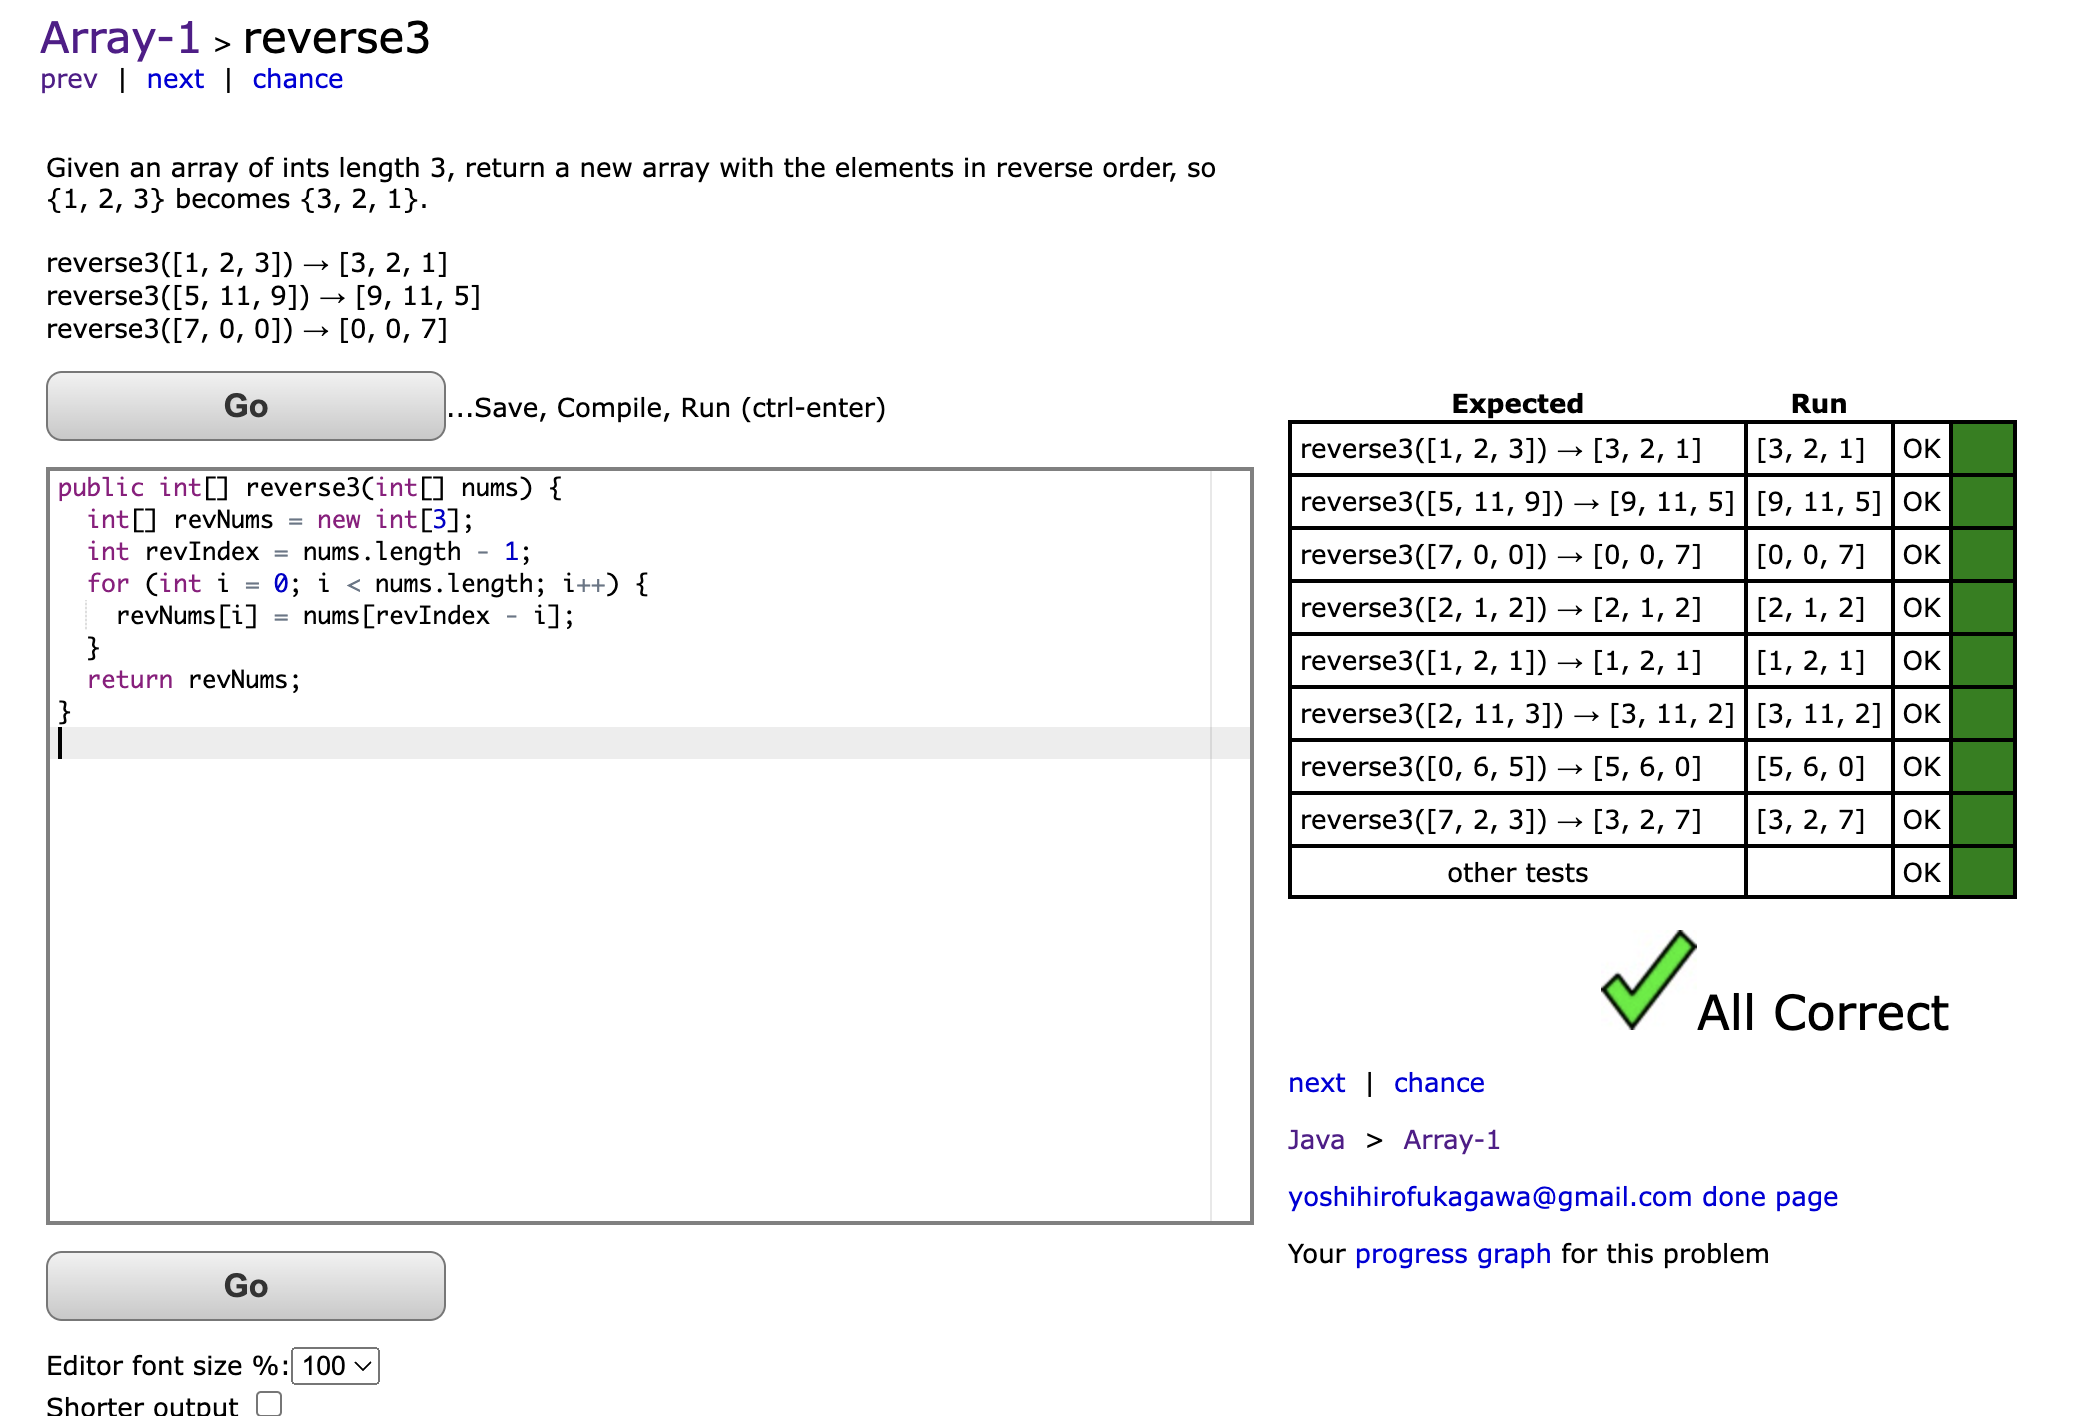 Array-1 > reverse3
prev | next | chance
Given an array of ints length 3, return a new array with the elements in reverse order, so
{1, 2, 3} becomes {3, 2, 1}.
reverse3([1, 2, 3]) → [3, 2, 1]
reverse3([5, 11, 9]) → [9, 11, 5]
reverse3([7, 0, 0]) → [0, 0, 7]
Go
...Save, Compile, Run (ctrl-enter)
public int[] reverse3(int[] nums) {
  int[] revNums = new int[3];
  int revIndex = nums.length - 1;
  for (int i = 0; i < nums.length; i++) {
    revNums[i] = nums[revIndex - i];
  }
  return revNums;
}
Go
Editor font size %: 100
Shorter output
Expected Run
reverse3([1, 2, 3]) → [3, 2, 1] [3, 2, 1] OK
reverse3([5, 11, 9]) → [9, 11, 5] [9, 11, 5] OK
reverse3([7, 0, 0]) → [0, 0, 7] [0, 0, 7] OK
reverse3([2, 1, 2]) → [2, 1, 2] [2, 1, 2] OK
reverse3([1, 2, 1]) → [1, 2, 1] [1, 2, 1] OK
reverse3([2, 11, 3]) → [3, 11, 2] [3, 11, 2] OK
reverse3([0, 6, 5]) → [5, 6, 0] [5, 6, 0] OK
reverse3([7, 2, 3]) → [3, 2, 7] [3, 2, 7] OK
other tests OK
All Correct
next | chance
Java > Array-1
yoshihirofukagawa@gmail.com done page
Your progress graph for this problem